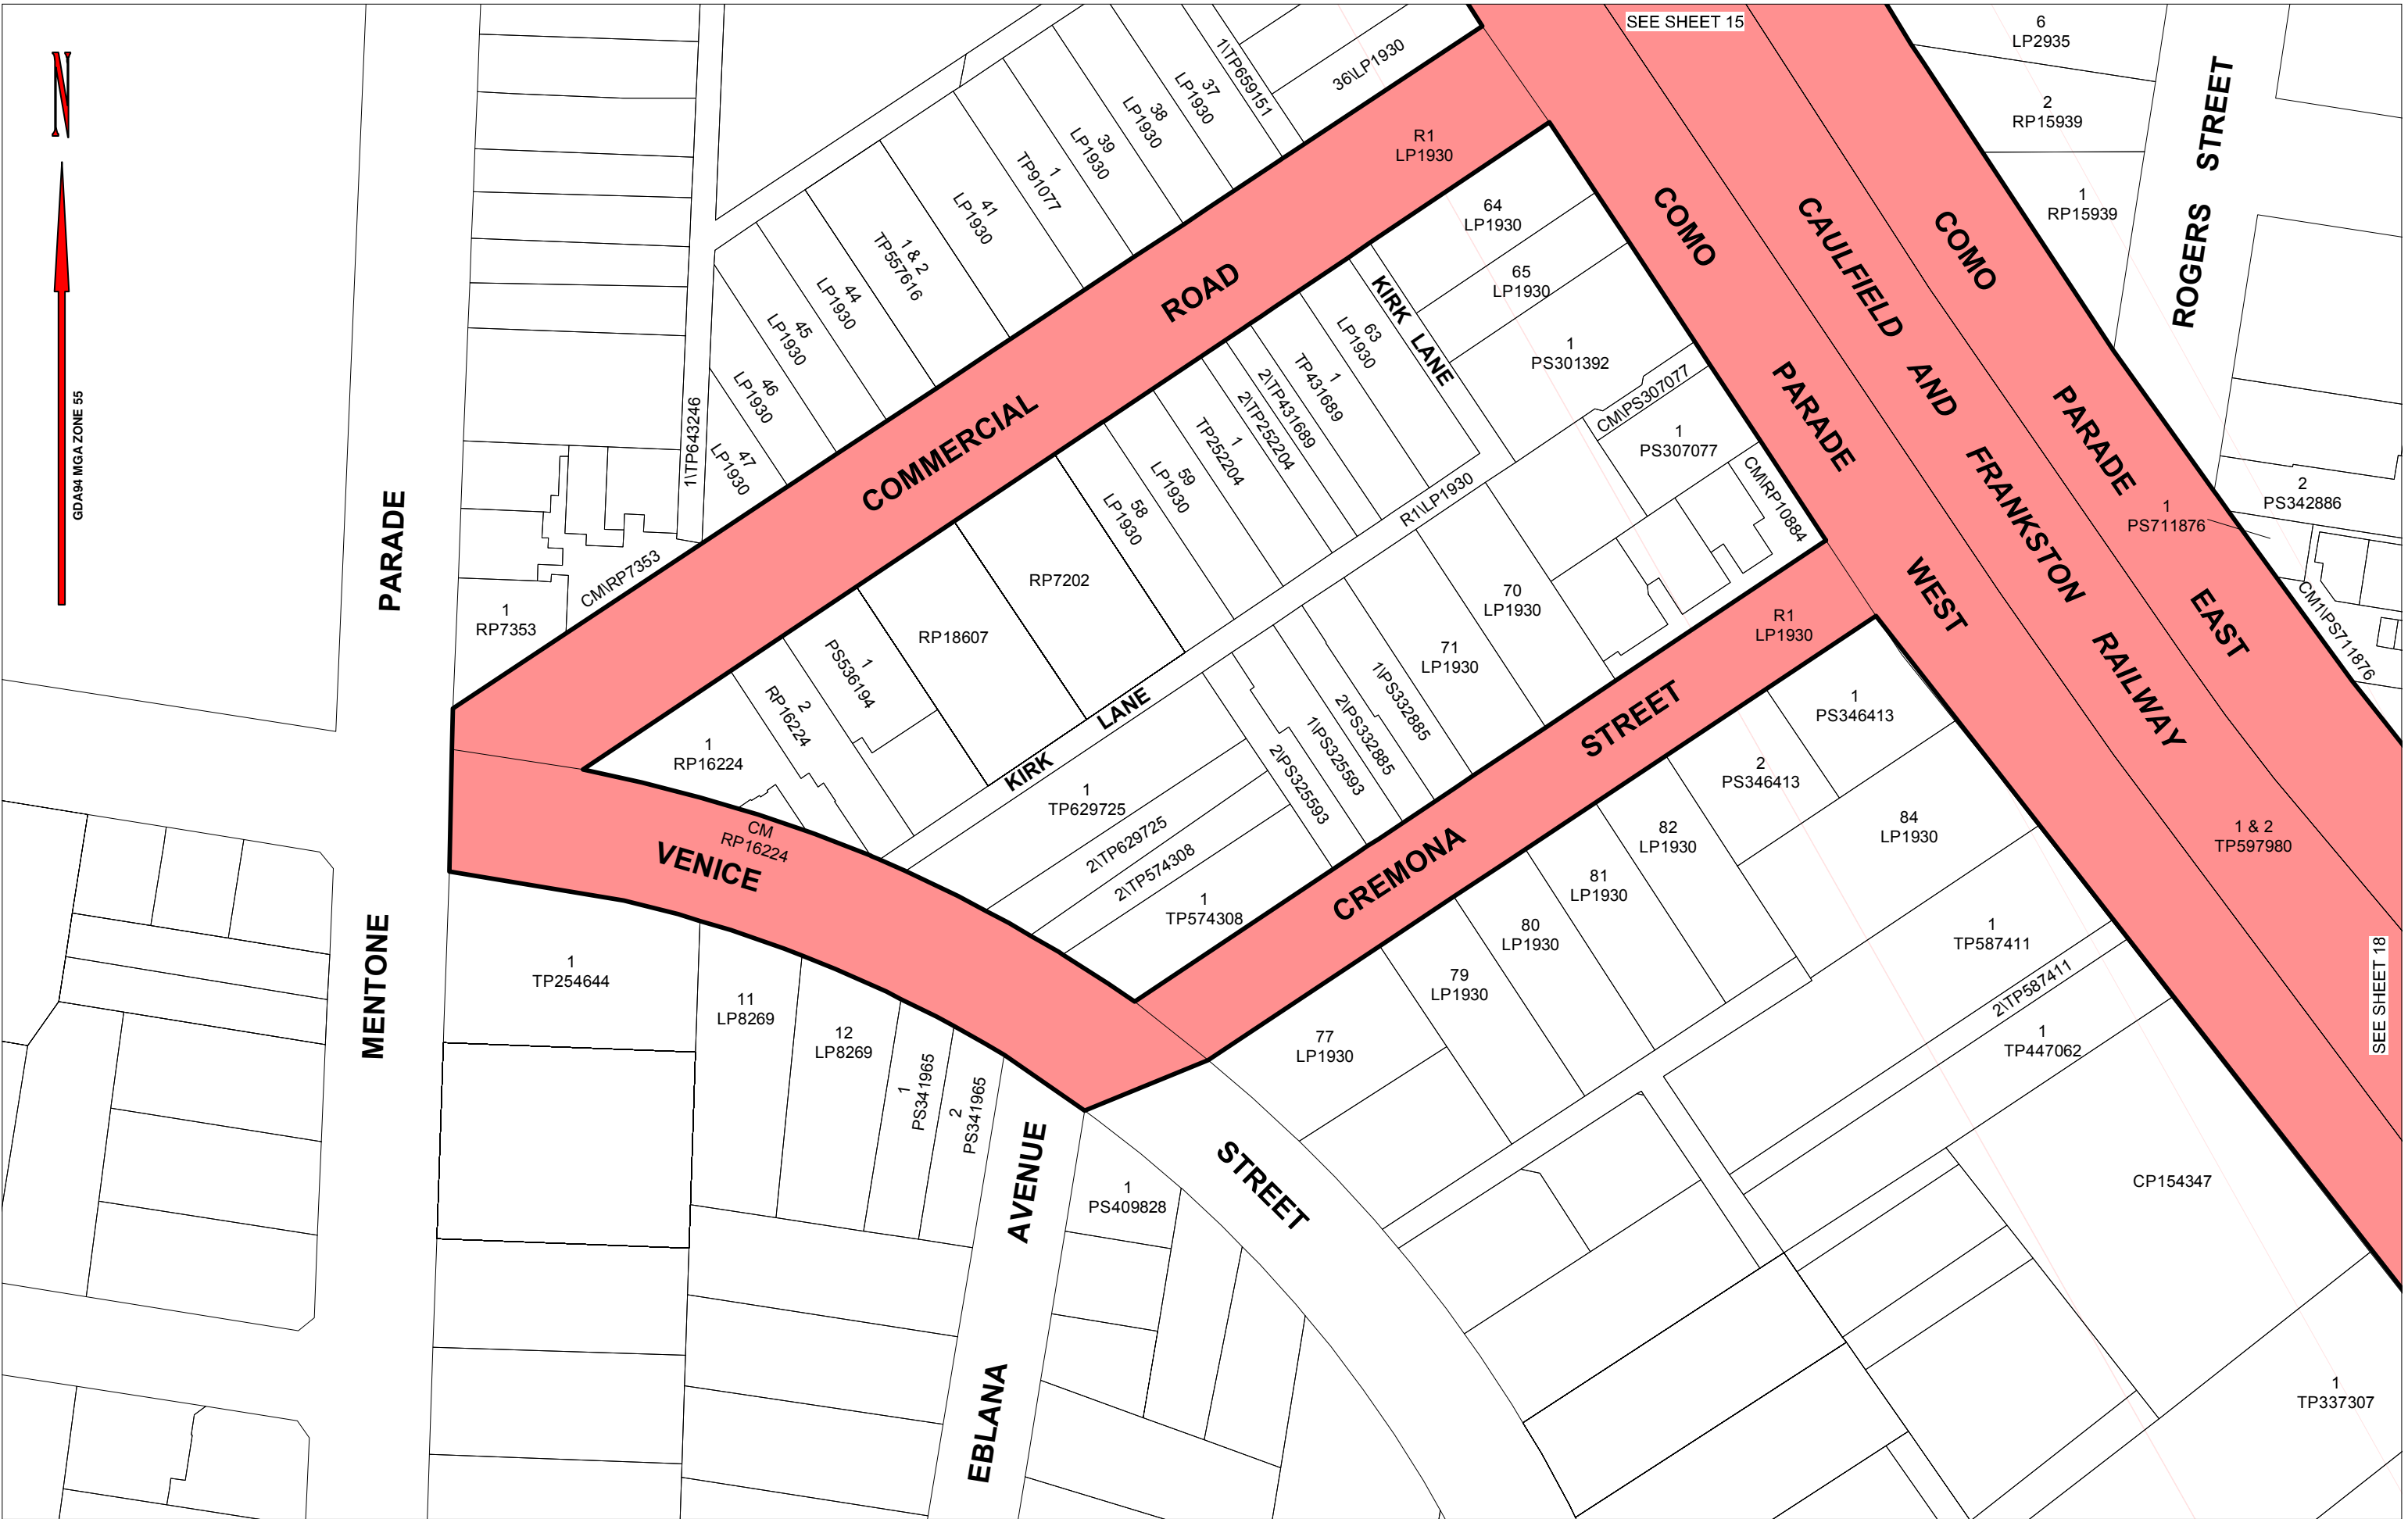 SEE SHEET 15
6
LP2935
2
RP15939
1
RP15939
ROGERS STREET
N
GDA94 MGA ZONE 55
1\TP659151
36\LP1930
37
LP1930
38
LP1930
39
LP1930
1
TP91077
41
LP1930
1 & 2
TP557616
44
LP1930
45
LP1930
46
LP1930
47
LP1930
1\TP643246
CM\RP7353
1
RP7353
R1
LP1930
COMMERCIAL ROAD
64
LP1930
65
LP1930
KIRK LANE
1
PS301392
CM\PS307077
1
PS307077
CM\RP10884
63
LP1930
1
TP431689
2\TP431689
2\TP252204
1
TP252204
59
LP1930
58
LP1930
RP7202
RP18607
1
PS536194
2
RP16224
1
RP16224
CM
RP16224
R1\LP1930
KIRK LANE
70
LP1930
71
LP1930
1\PS332885
2\PS332885
1\PS325593
2\PS325593
1
TP629725
2\TP629725
2\TP574308
1
TP574308
COMO PARADE WEST
CAULFIELD AND FRANKSTON RAILWAY
COMO PARADE EAST
1
PS711876
2
PS342886
CM1\PS711876
1 & 2
TP597980
SEE SHEET 18
R1
LP1930
CREMONA STREET
1
PS346413
2
PS346413
84
LP1930
82
LP1930
81
LP1930
80
LP1930
79
LP1930
77
LP1930
1
TP587411
2\TP587411
1
TP447062
CP154347
1
TP337307
MENTONE PARADE
VENICE STREET
1
TP254644
11
LP8269
12
LP8269
1
PS341965
2
PS341965
EBLANA AVENUE
1
PS409828